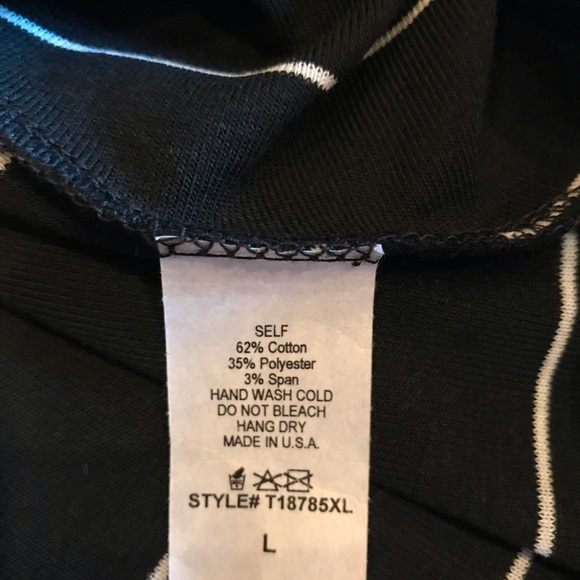 SELF
62% Cotton
35% Polyester
3% Span
HAND WASH COLD
DO NOT BLEACH
HANG DRY
MADE IN U.S.A.
STYLE# T18785XL
L